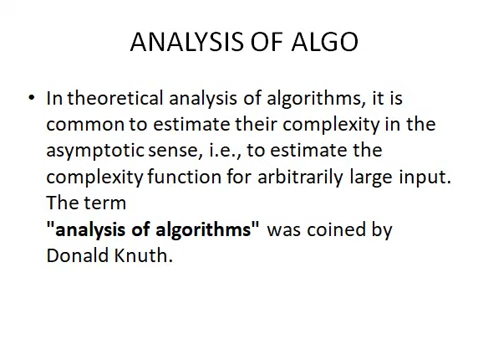 ANALYSIS OF ALGO
• In theoretical analysis of algorithms, it is
common to estimate their complexity in the
asymptotic sense, i.e., to estimate the
complexity function for arbitrarily large input.
The term
"analysis of algorithms" was coined by
Donald Knuth.